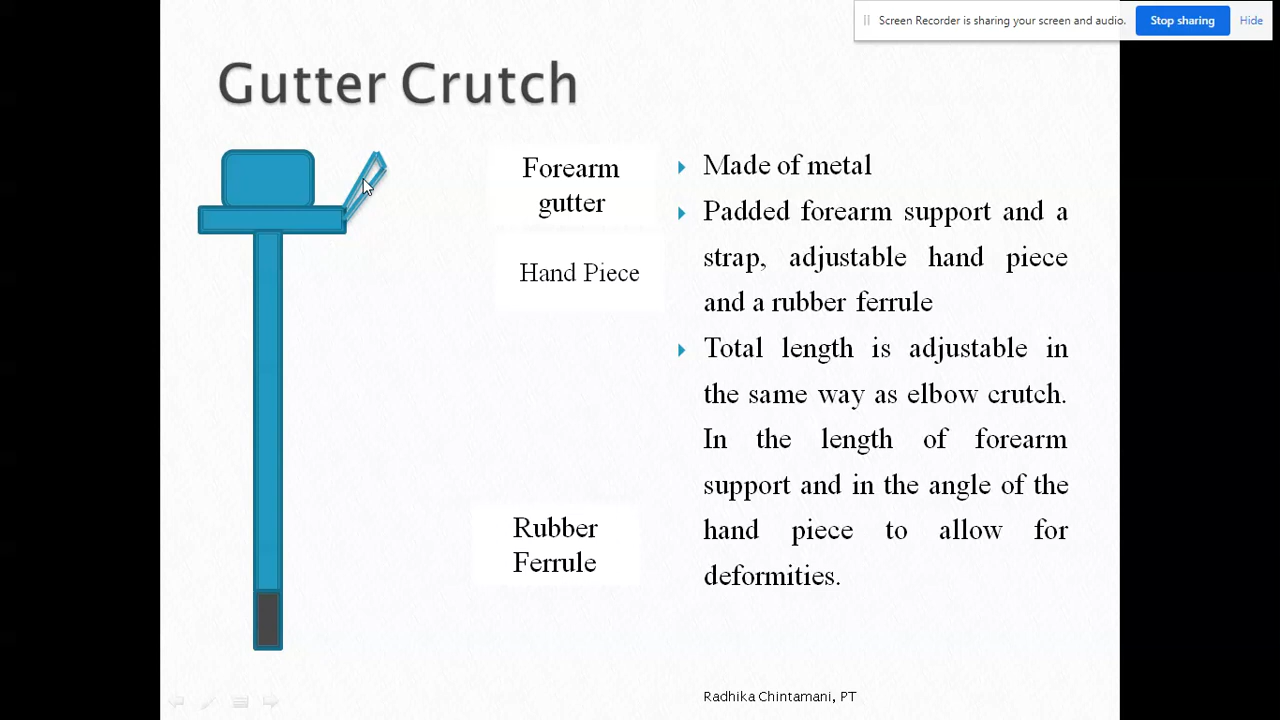 Screen Recorder is sharing your screen and audio.
Stop sharing
Hide
Gutter Crutch
Forearm
gutter
Hand Piece
Rubber
Ferrule
Made of metal
Padded forearm support and a
strap, adjustable hand piece
and a rubber ferrule
Total length is adjustable in
the same way as elbow crutch.
In the length of forearm
support and in the angle of the
hand piece to allow for
deformities.
Radhika Chintamani, PT